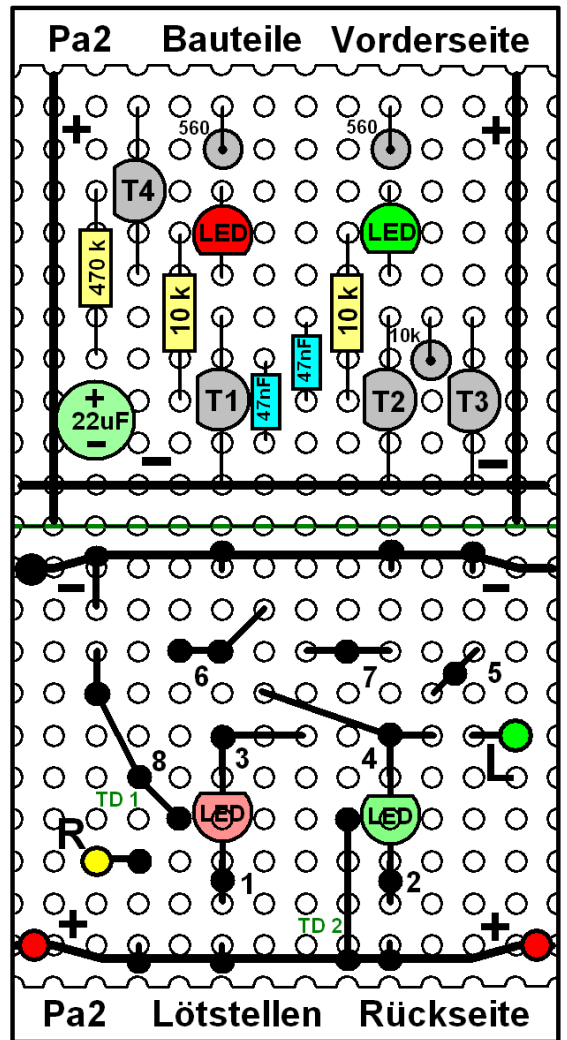 Pa2 Bauteile Vorderseite
+ 560 560 +
T4
LED LED
470 k 10 k 10 k
47nF 10k
+ T1 47nF T2 T3
22uF
− − −
− −
6 7 5
3 4 L
8
TD 1 LED LED
R 1 2
+ TD 2 +
Pa2 Lötstellen Rückseite